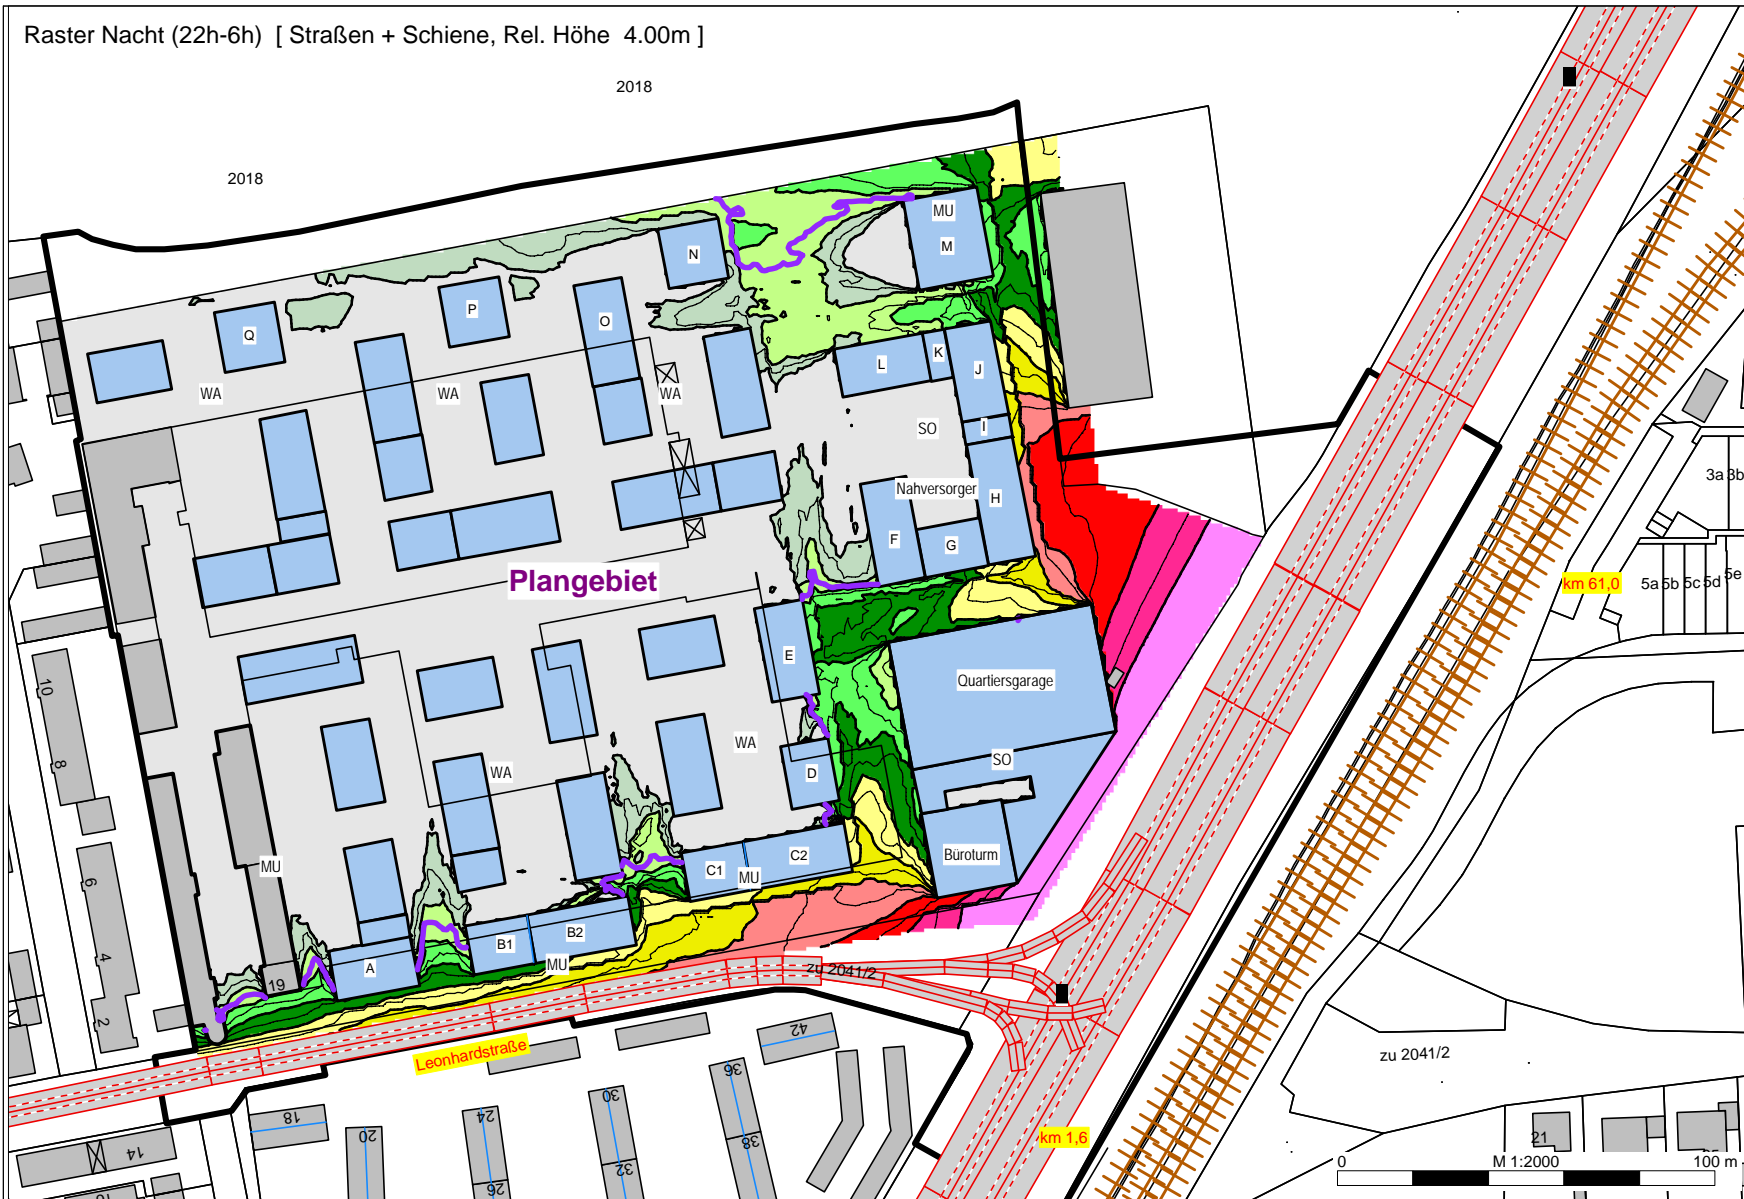 Raster Nacht (22h-6h) [ Straßen + Schiene, Rel. Höhe 4.00m ]
2018
2018
MU
M
N
P
O
Q
K
L
J
WA
WA
WA
SO
I
Nahversorger
H
F
G
3a 3b
Plangebiet
km 61,0
5a 5b 5c 5d 5e
E
Quartiersgarage
10
8
WA
SO
WA
D
MU
C1
C2
MU
Büroturm
6
B1
B2
MU
A
4
19
zu 2041/2
2
42
Leonhardstraße
zu 2041/2
36
30
24
18
20
38
32
26
14
km 1,6
21
0
M 1:2000
100 m